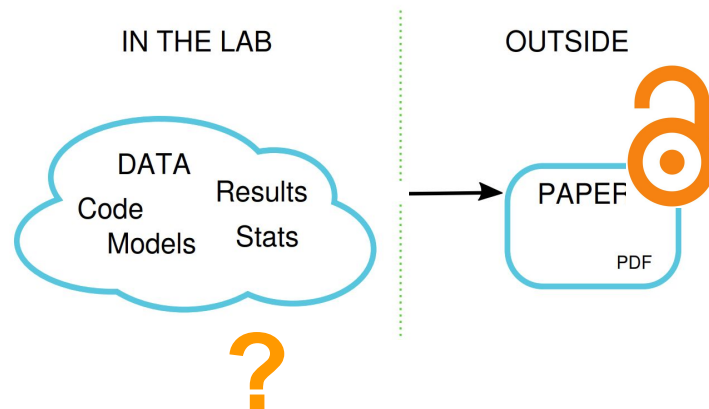 IN THE LAB
OUTSIDE
DATA
Results
Code
Models
Stats
PAPER
PDF
?